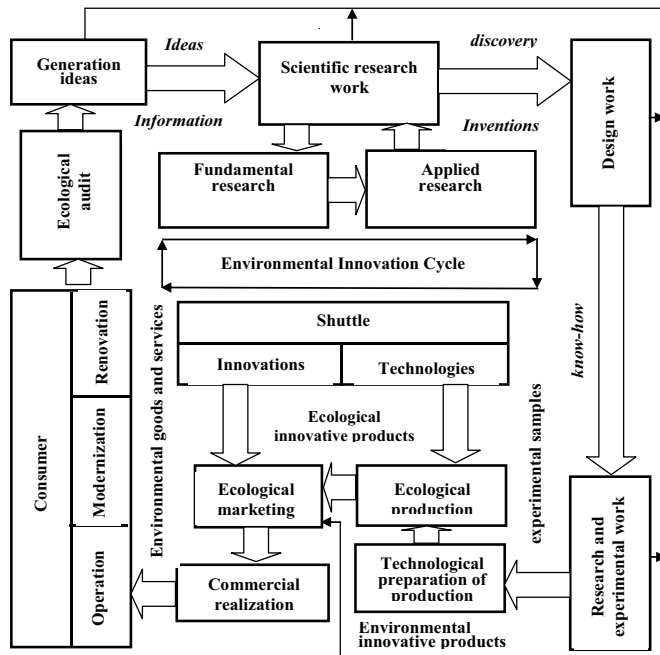 Generation
ideas
Ideas
Information
Scientific research
work
discovery
Inventions
Design work
Ecological
audit
Fundamental
research
Applied
research
Environmental Innovation Cycle
Shuttle
Innovations
Technologies
know-how
Consumer
Renovation
Modernization
Operation
Environmental goods and services
Ecological
innovative products
experimental samples
Ecological
marketing
Ecological
production
Commercial
realization
Technological
preparation of
production
Research and
experimental work
Environmental
innovative products